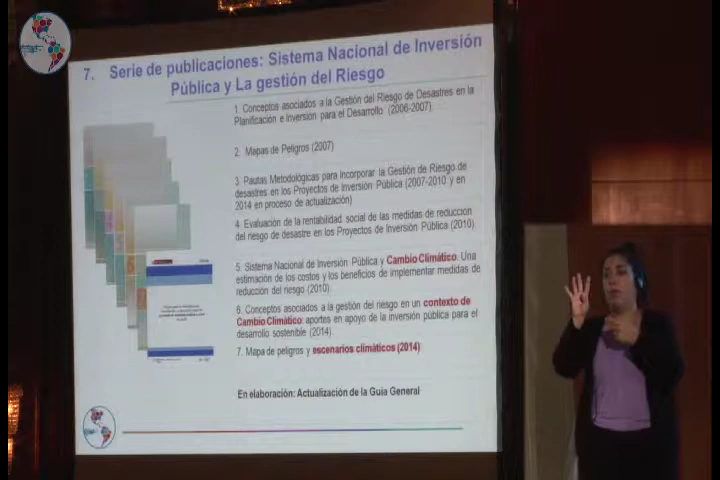 7. Serie de publicaciones: Sistema Nacional de Inversión
Pública y La gestión del Riesgo
1. Conceptos asociados a la Gestión del Riesgo de Desastres en la
Planificación e Inversión para el Desarrollo (2006-2007).
2. Mapas de Peligros (2007)
3. Pautas Metodológicas para Incorporar la Gestión de Riesgo de
desastres en los Proyectos de Inversión Pública (2007-2010 y en
2014 en proceso de actualización)
4. Evaluación de la rentabilidad social de las medidas de reducción
del riesgo de desastre en los Proyectos de Inversión Pública (2010).
5. Sistema Nacional de Inversión Pública y Cambio Climático: Una
estimación de los costos y los beneficios de implementar medidas de
reducción del riesgo (2010).
6. Conceptos asociados a la gestión del riesgo en un contexto de
Cambio Climático: aportes en apoyo de la inversión pública para el
desarrollo sostenible (2014).
7. Mapa de peligros y escenarios climáticos (2014)
En elaboración: Actualización de la Guía General